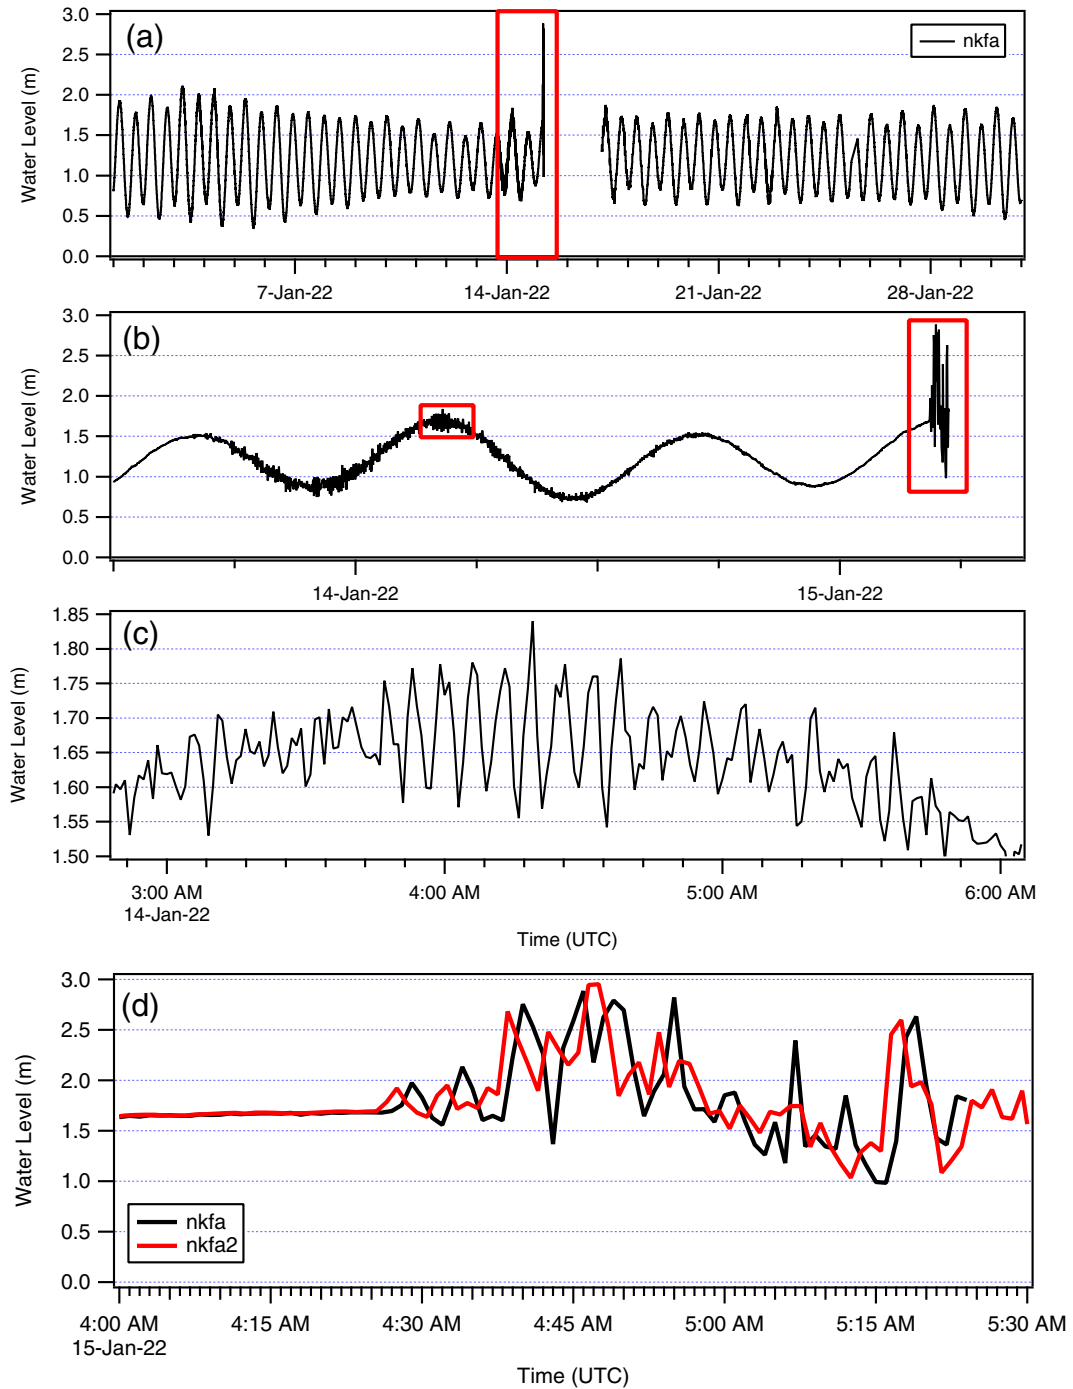 (a)
nkfa
Water Level (m)
3.0
2.5
2.0
1.5
1.0
0.5
0.0
7-Jan-22 14-Jan-22 21-Jan-22 28-Jan-22
(b)
Water Level (m)
3.0
2.5
2.0
1.5
1.0
0.5
0.0
14-Jan-22 15-Jan-22
(c)
Water Level (m)
1.85
1.80
1.75
1.70
1.65
1.60
1.55
1.50
3:00 AM 4:00 AM 5:00 AM 6:00 AM
14-Jan-22
Time (UTC)
(d)
Water Level (m)
3.0
2.5
2.0
1.5
1.0
0.5
0.0
nkfa
nkfa2
4:00 AM 4:15 AM 4:30 AM 4:45 AM 5:00 AM 5:15 AM 5:30 AM
15-Jan-22
Time (UTC)